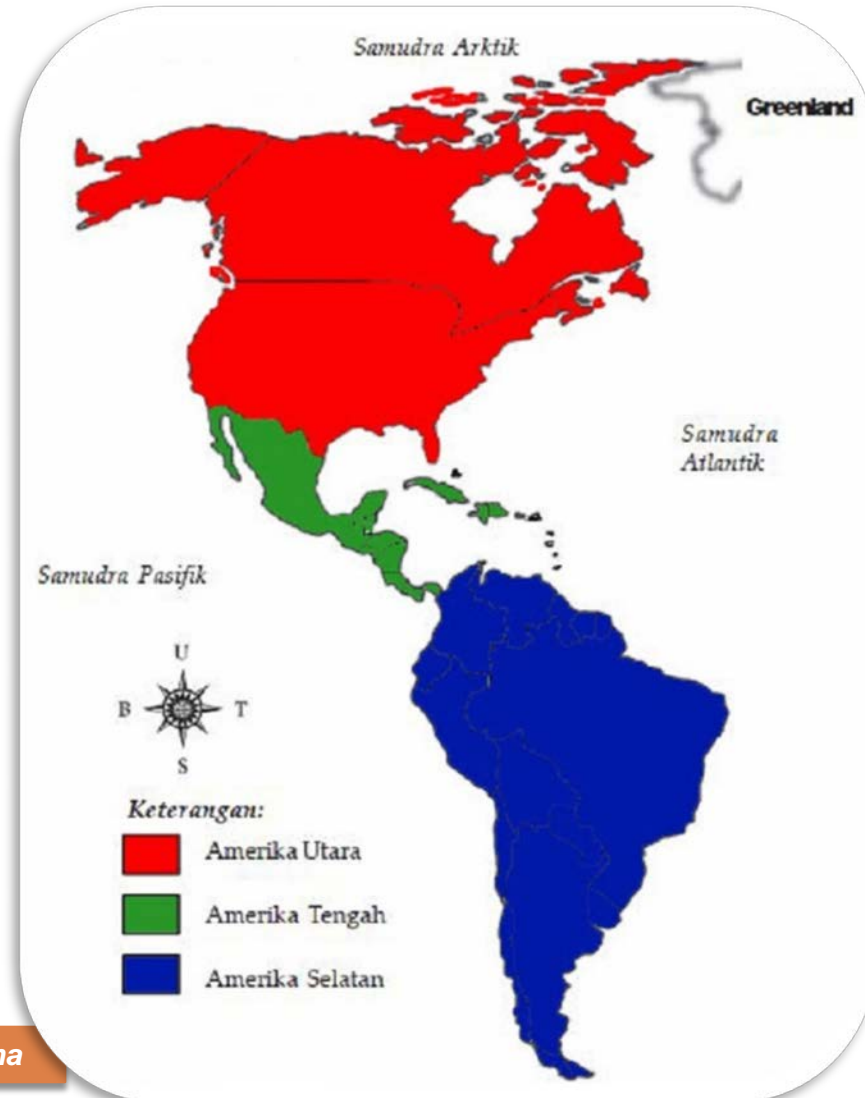 Samudra Arktik
Greenland
Samudra
Atlantik
Samudra Pasifik
U
B
T
S
Keterangan:
Amerika Utara
Amerika Tengah
Amerika Selatan